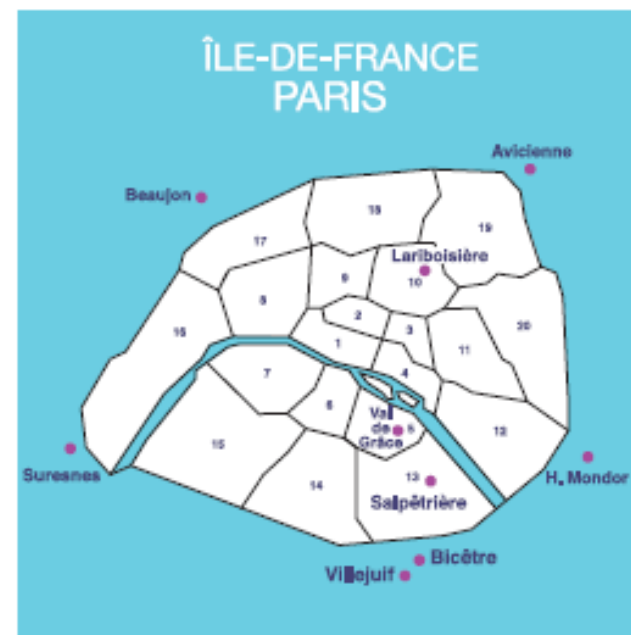 ÎLE-DE-FRANCE
PARIS
Avicienne
Beaujon
18
19
17
Lariboisière
9
10
8
2
3
20
16
1
11
7
4
6
Val
de
Grâce
5
12
15
Suresnes
14
13
H. Mondor
Salpêtrière
Bicêtre
Villejuif